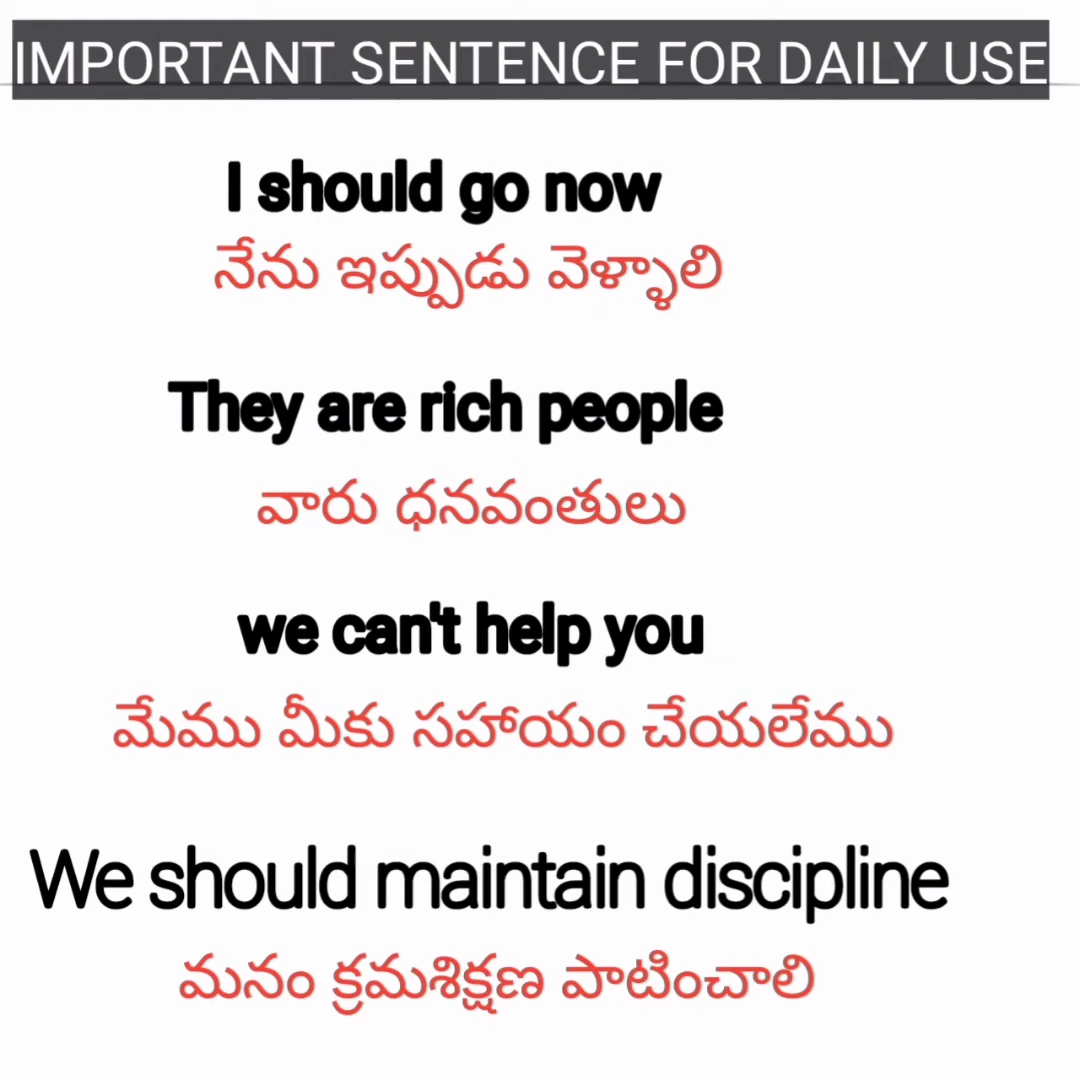 IMPORTANT SENTENCE FOR DAILY USE
I should go now
నేను ఇప్పుడు వెళ్ళాలి
They are rich people
వారు ధనవంతులు
we can't help you
మేము మీకు సహాయం చేయలేము
We should maintain discipline
మనం క్రమశిక్షణ పాటించాలి